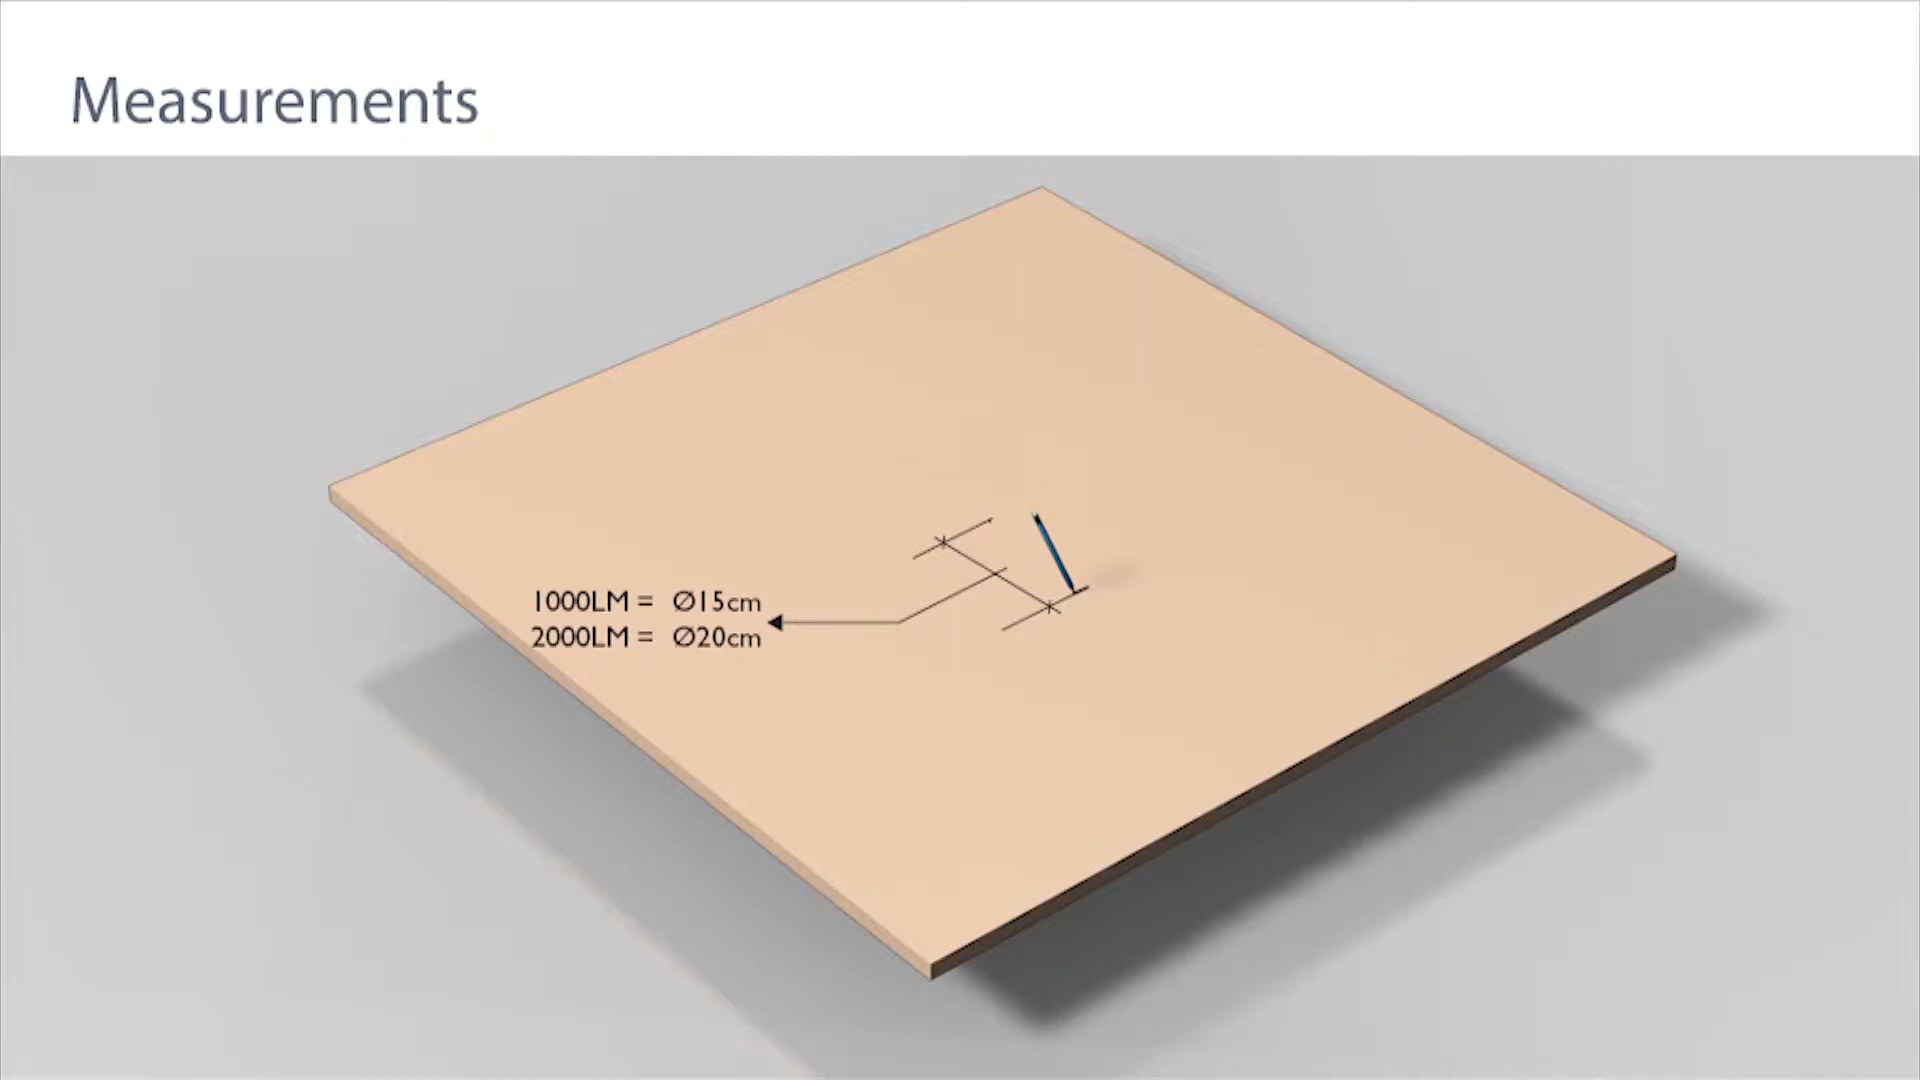 Measurements
1000LM = Ø15cm
2000LM = Ø20cm